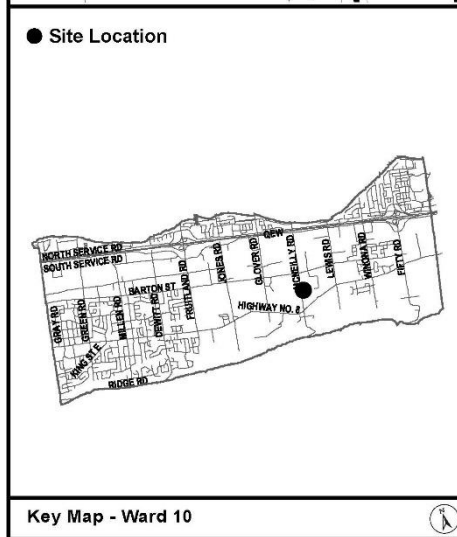 Site Location
QEW
NORTH SERVICE RD
SOUTH SERVICE RD
GRAY RD
GREEN RD
MILLEN RD
DEWITT RD
FRUITLAND RD
JONES RD
GLOVER RD
MCNEILLY RD
LEWIS RD
WINONA RD
FIFTY RD
BARTON ST
HIGHWAY NO. 8
KING ST E
RIDGE RD
Key Map - Ward 10
N